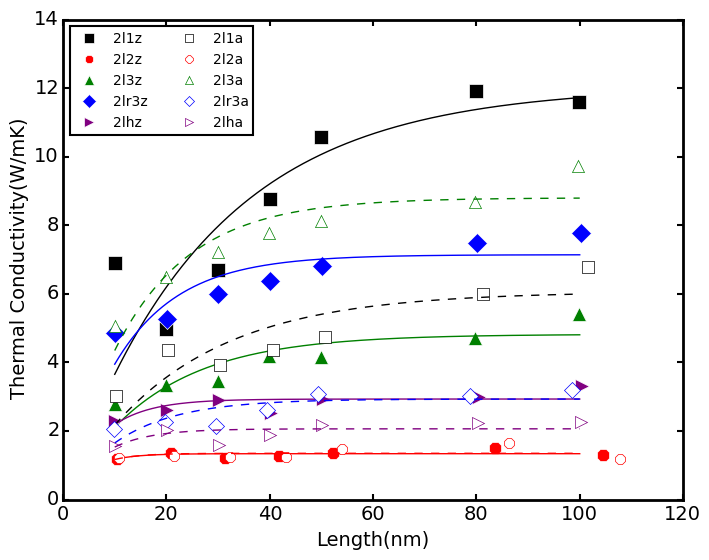 14
12
10
8
6
4
2
0
Thermal Conductivity(W/mK)
2l1z 2l1a
2l2z 2l2a
2l3z 2l3a
2lr3z 2lr3a
2lhz 2lha
0 20 40 60 80 100 120
Length(nm)